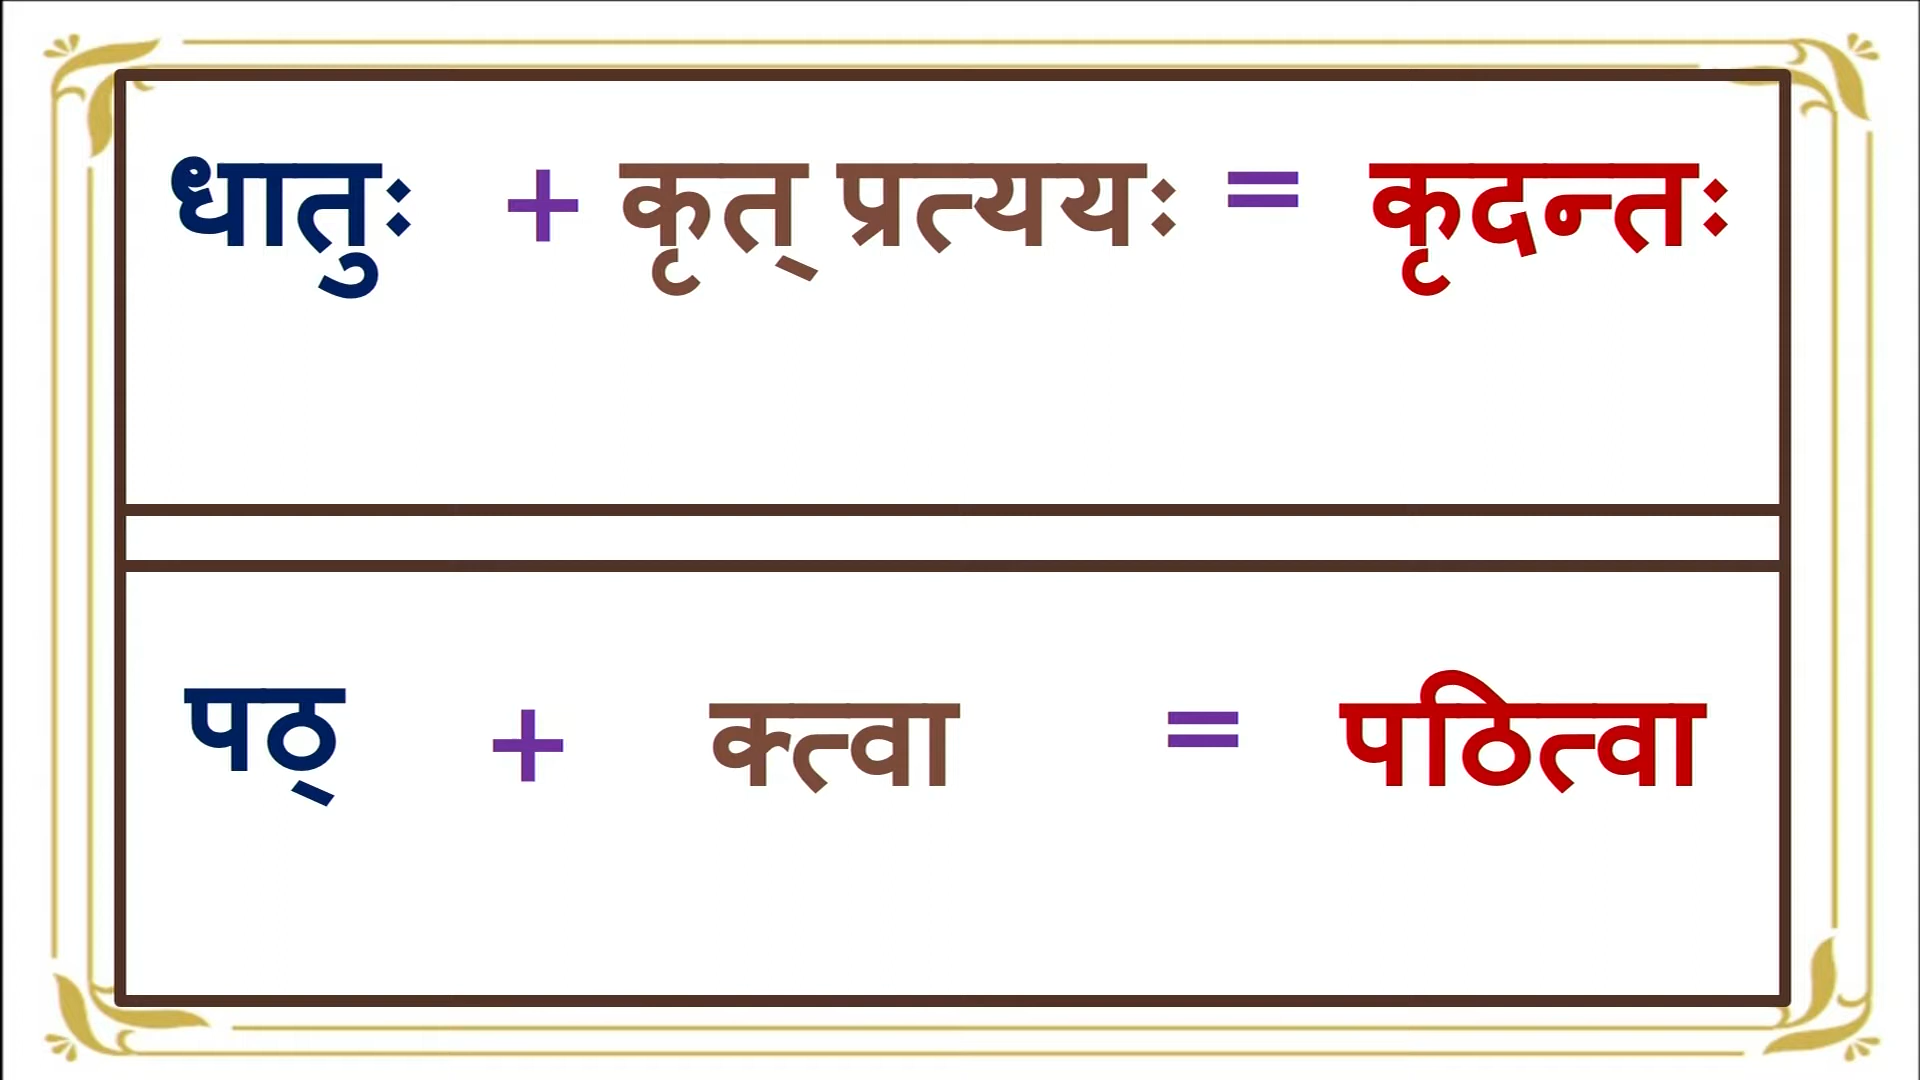 धातुः + कृत् प्रत्ययः = कृदन्तः
पठ् + क्त्वा = पठित्वा